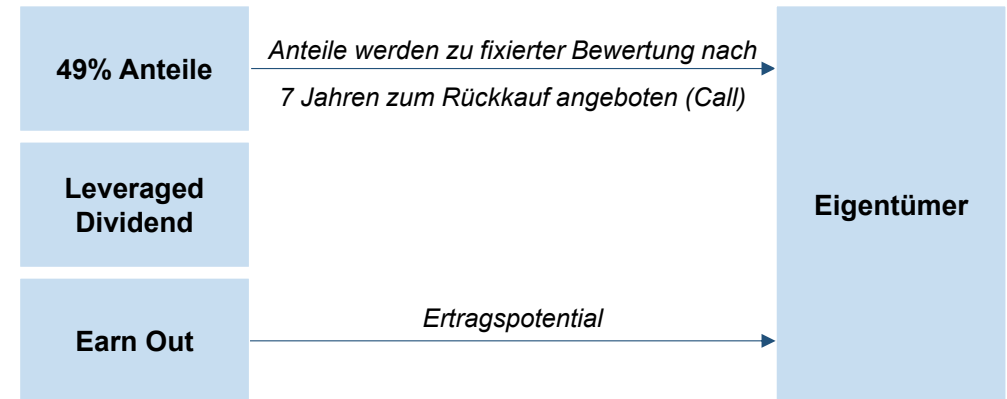 49% Anteile
Anteile werden zu fixierter Bewertung nach
7 Jahren zum Rückkauf angeboten (Call)
Leveraged
Dividend
Eigentümer
Earn Out
Ertragspotential